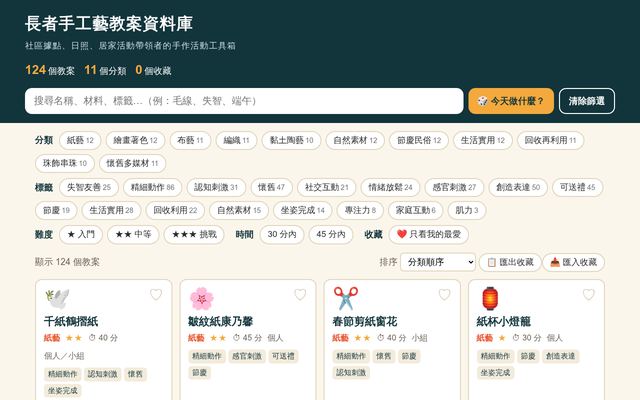 長者手工藝教案資料庫
社區據點、日照、居家活動帶領者的手作活動工具箱
124 個教案 11 個分類 0 個收藏
搜尋名稱、材料、標籤…（例：毛線、失智、端午） 🎲 今天做什麼？ 清除篩選
分類 紙藝 12 繪畫著色 12 布藝 11 編織 11 黏土陶藝 10 自然素材 12 節慶民俗 12 生活實用 12 回收再利用 11
珠飾串珠 10 懷舊多媒材 11
標籤 失智友善 25 精細動作 86 認知刺激 31 懷舊 47 社交互動 21 情緒放鬆 24 感官刺激 27 創造表達 50 可送禮 45
節慶 19 生活實用 28 回收利用 22 自然素材 15 坐姿完成 14 專注力 8 家庭互動 6 肌力 3
難度 ★ 入門 ★★ 中等 ★★★ 挑戰 時間 30 分內 45 分內 收藏 ❤️ 只看我的最愛
顯示 124 個教案 排序 分類順序 📋 匯出收藏 📥 匯入收藏
千紙鶴摺紙
紙藝 ★★ ⏱ 40 分
個人／小組
精細動作 認知刺激 懷舊
坐姿完成
皺紋紙康乃馨
紙藝 ★★ ⏱ 45 分 個人
精細動作 感官刺激 可送禮
節慶
春節剪紙窗花
紙藝 ★★ ⏱ 40 分 小組
精細動作 懷舊 節慶
認知刺激
紙杯小燈籠
紙藝 ★ ⏱ 30 分 個人
精細動作 節慶 創造表達
坐姿完成